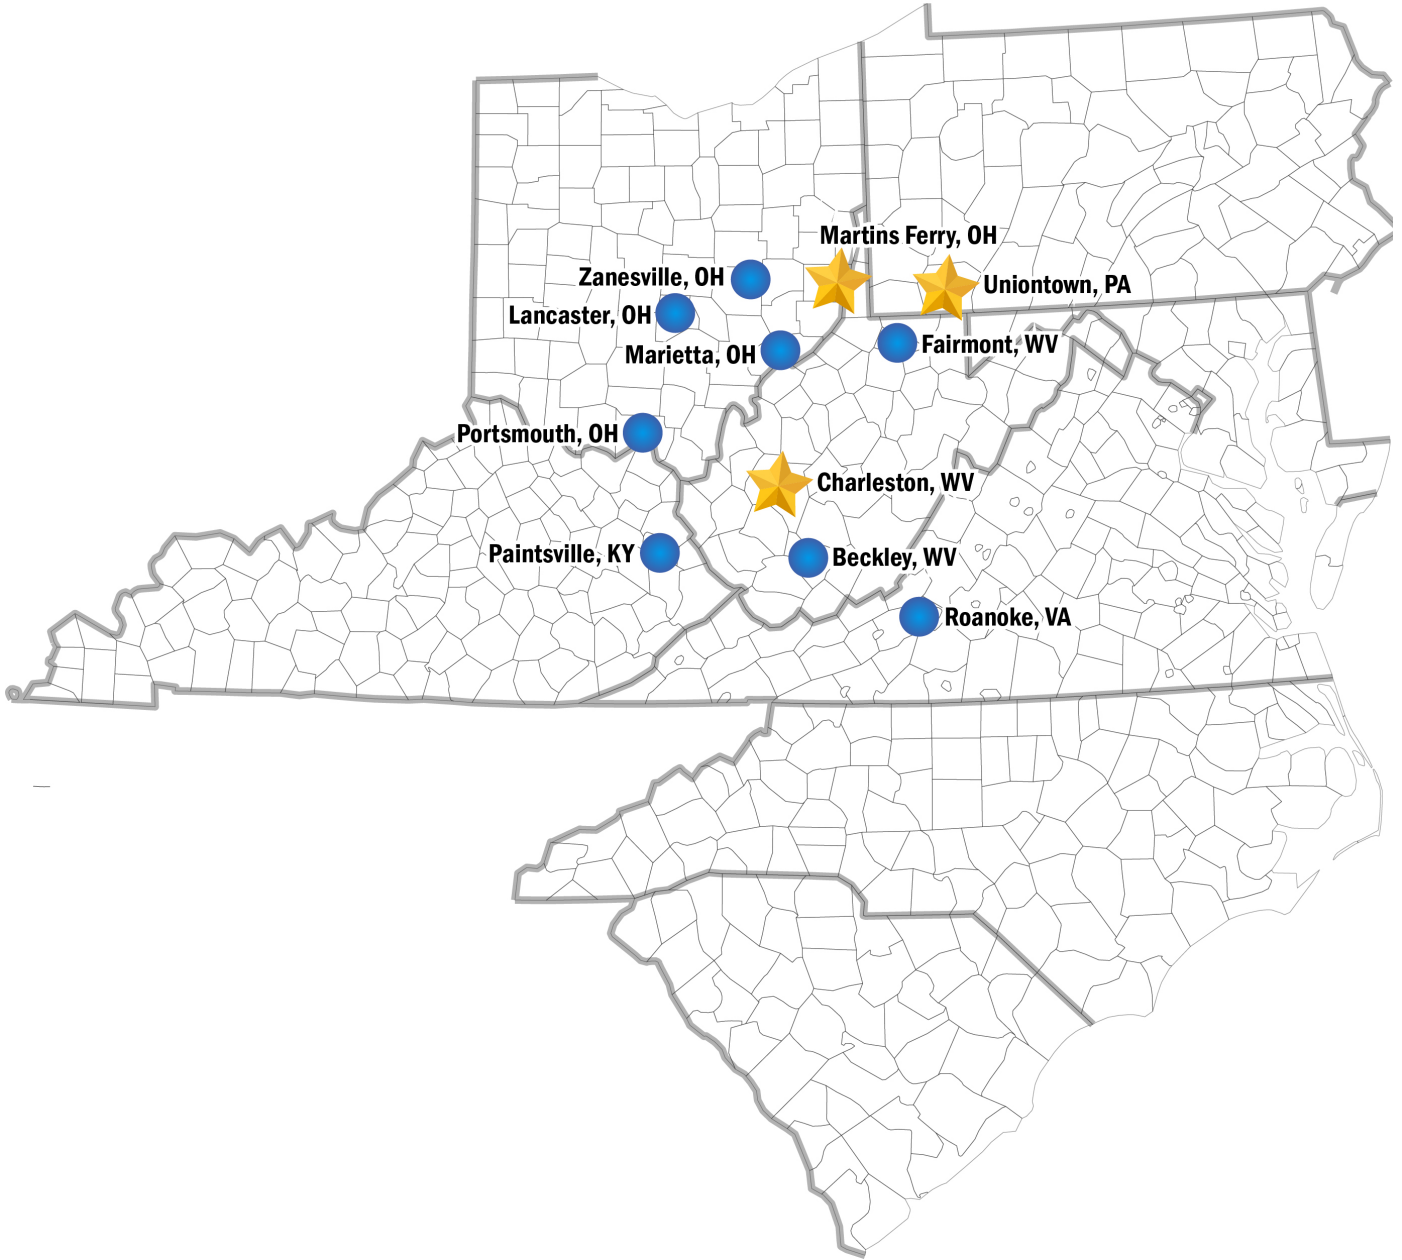 Martins Ferry, OH
Zanesville, OH
Uniontown, PA
Lancaster, OH
Marietta, OH
Fairmont, WV
Portsmouth, OH
Charleston, WV
Paintsville, KY
Beckley, WV
Roanoke, VA